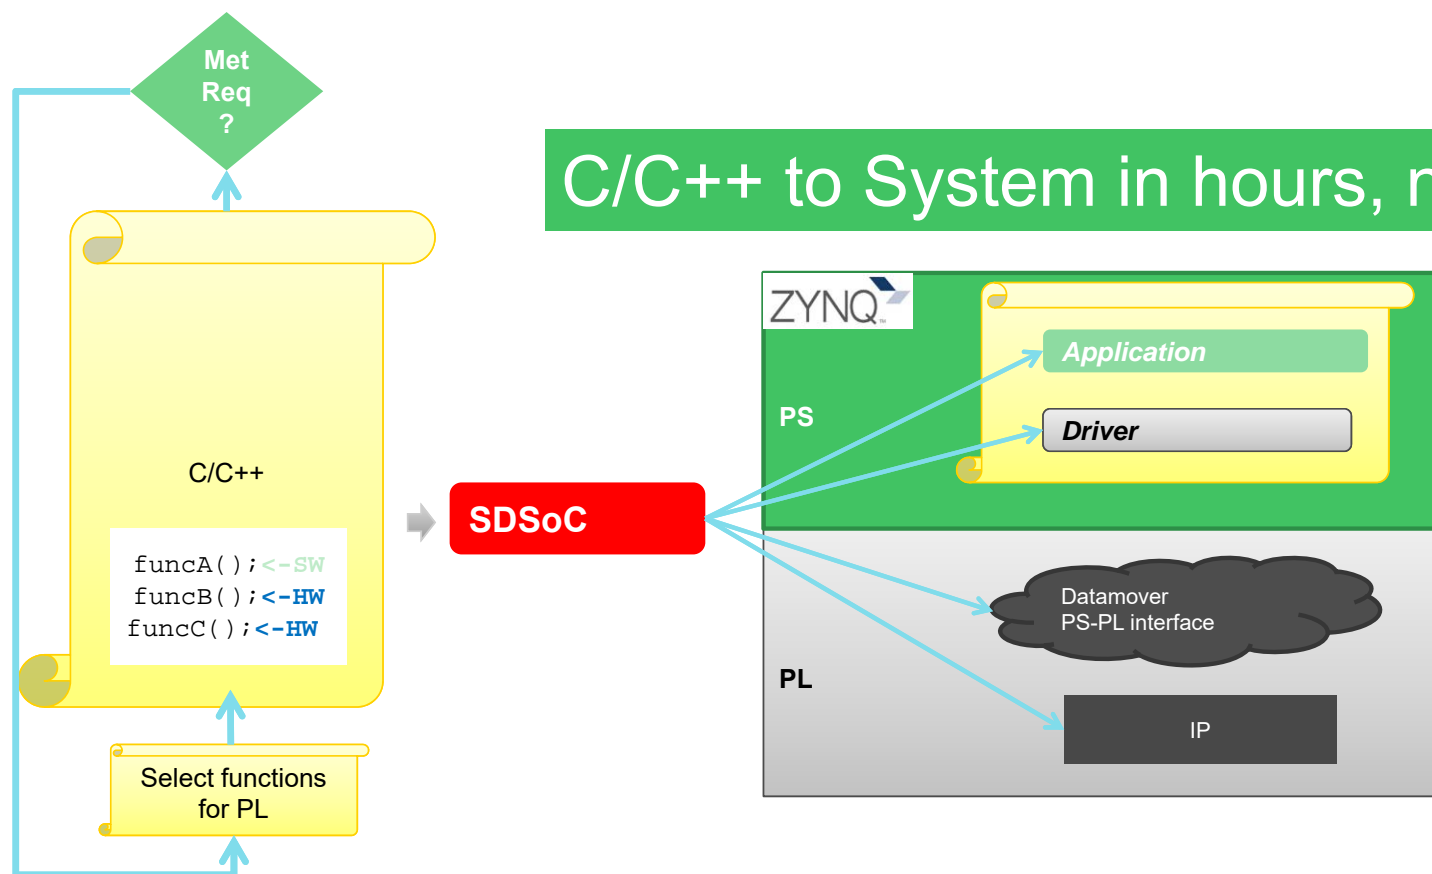 Met
Req
?
C/C++ to System in hours,
ZYNQ
Application
PS
Driver
C/C++
SDSoC
funcA();<-SW
funcB();<-HW
funcC();<-HW
Datamover
PS-PL interface
PL
IP
Select functions
for PL